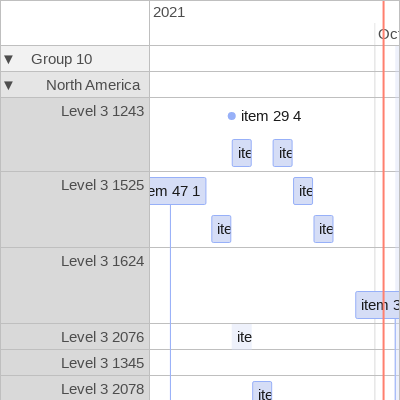 2021
Oct
▼ Group 10
▼ North America
Level 3 1243
item 29 4
ite
ite
Level 3 1525
em 47 1
ite
ite
ite
Level 3 1624
item 3
Level 3 2076
ite
Level 3 1345
Level 3 2078
ite